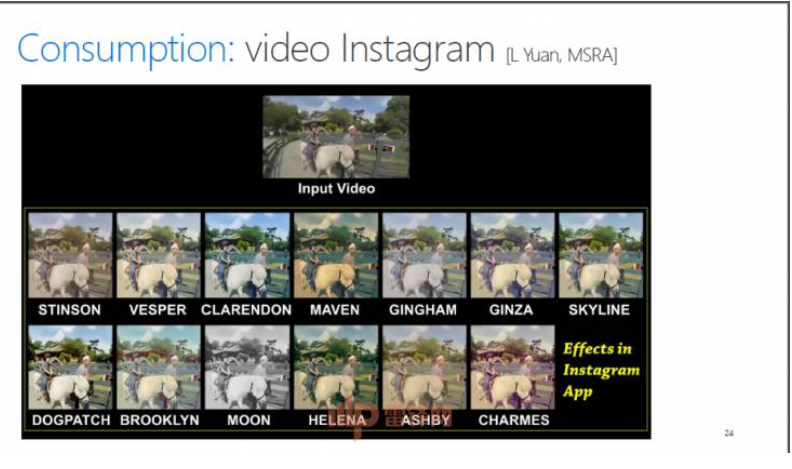 Consumption: video Instagram [L Yuan, MSRA]
Input Video
STINSON VESPER CLARENDON MAVEN GINGHAM GINZA SKYLINE
DOGPATCH BROOKLYN MOON HELENA ASHBY CHARMES
Effects in
Instagram
App
24